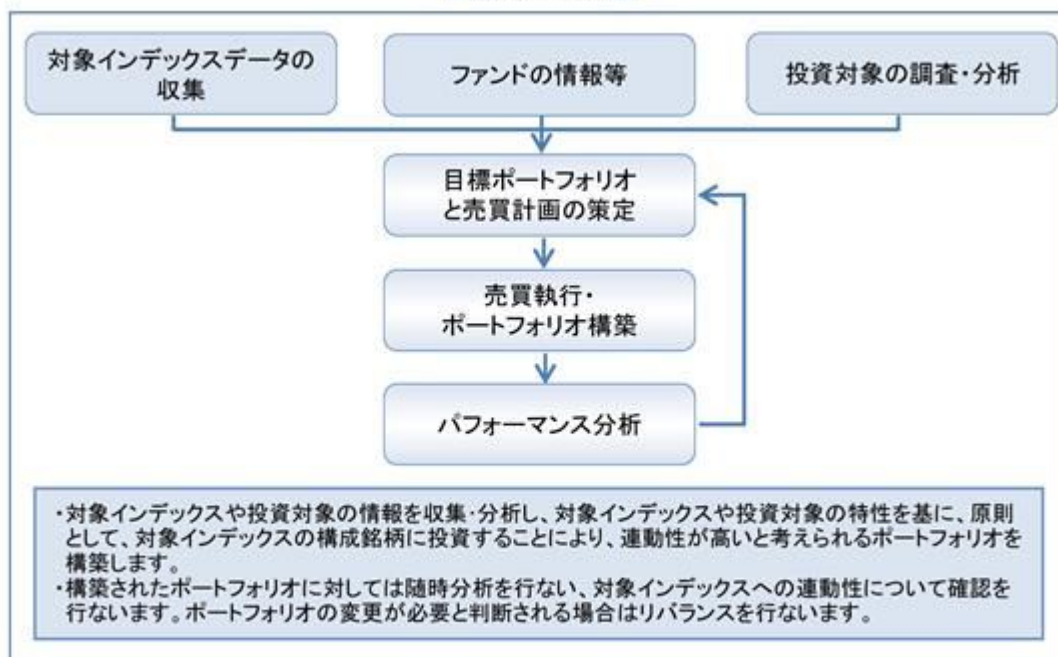 対象インデックスデータの
収集
ファンドの情報等
投資対象の調査・分析
目標ポートフォリオ
と売買計画の策定
売買執行・
ポートフォリオ構築
パフォーマンス分析
・対象インデックスや投資対象の情報を収集・分析し、対象インデックスや投資対象の特性を基に、原則
として、対象インデックスの構成銘柄に投資することにより、連動性が高いと考えられるポートフォリオを
構築します。
・構築されたポートフォリオに対しては随時分析を行ない、対象インデックスへの連動性について確認を
行ないます。ポートフォリオの変更が必要と判断される場合はリバランスを行ないます。